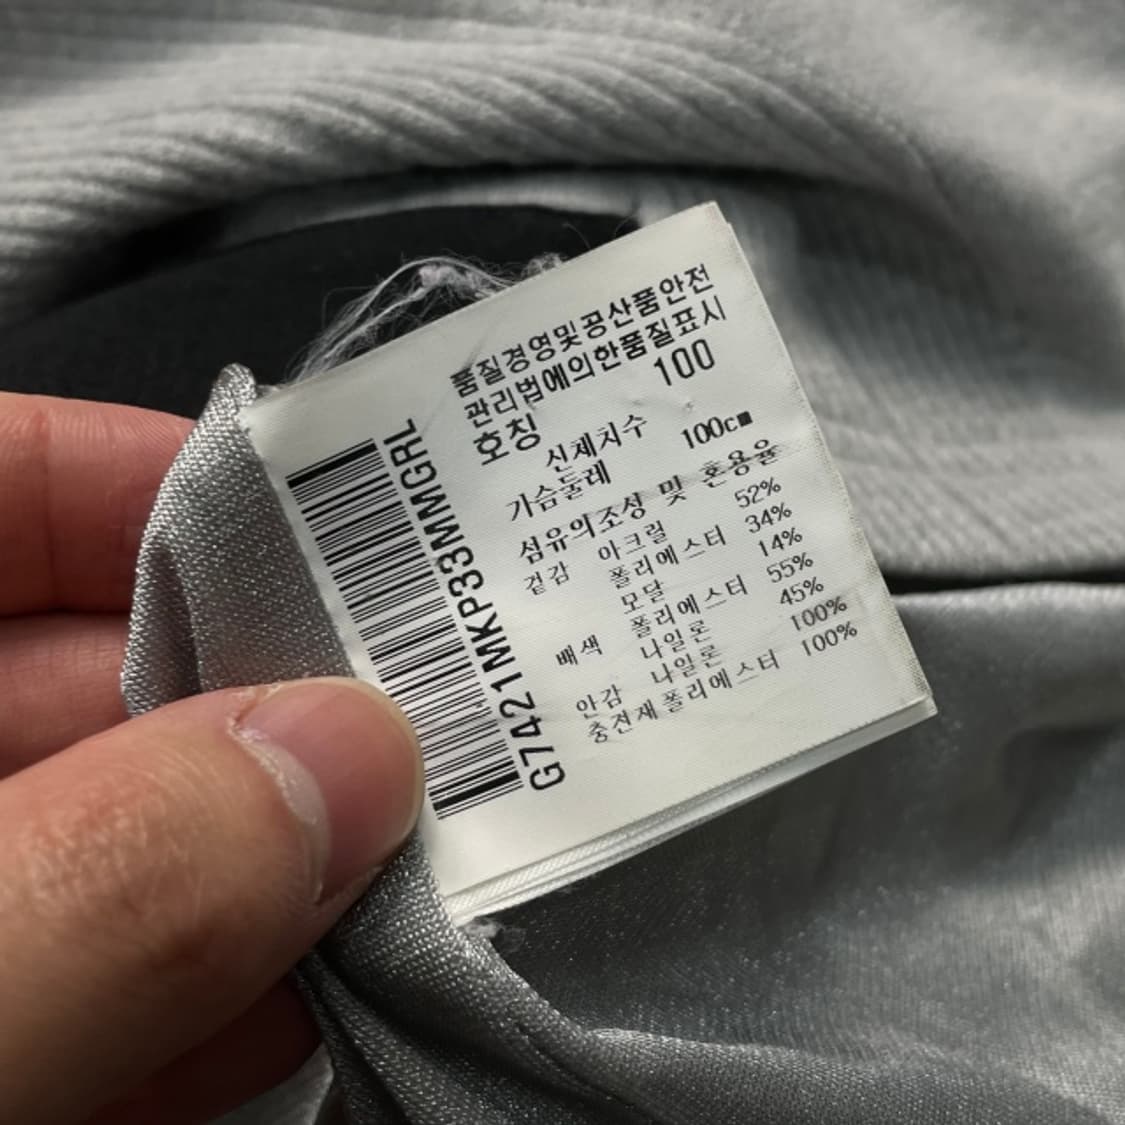 품질경영및공산품안전
관리법에의한품질표시
호칭 100
신체치수
가슴둘레 100cm
섬유의조성 및 혼용율
겉감 아크릴 52%
폴리에스터 34%
모달 14%
배색 폴리에스터 55%
나일론 45%
안감 나일론 100%
충전재 폴리에스터 100%
G7421MKP33MMGRL